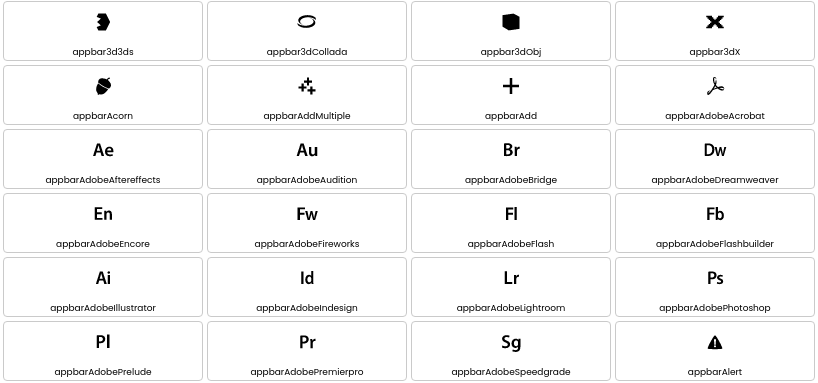 appbar3d3ds
appbar3dCollada
appbar3dObj
appbar3dX
appbarAcorn
appbarAddMultiple
appbarAdd
appbarAdobeAcrobat
Ae
appbarAdobeAftereffects
Au
appbarAdobeAudition
Br
appbarAdobeBridge
Dw
appbarAdobeDreamweaver
En
appbarAdobeEncore
Fw
appbarAdobeFireworks
Fl
appbarAdobeFlash
Fb
appbarAdobeFlashbuilder
Ai
appbarAdobeIllustrator
Id
appbarAdobeIndesign
Lr
appbarAdobeLightroom
Ps
appbarAdobePhotoshop
Pl
appbarAdobePrelude
Pr
appbarAdobePremierpro
Sg
appbarAdobeSpeedgrade
appbarAlert